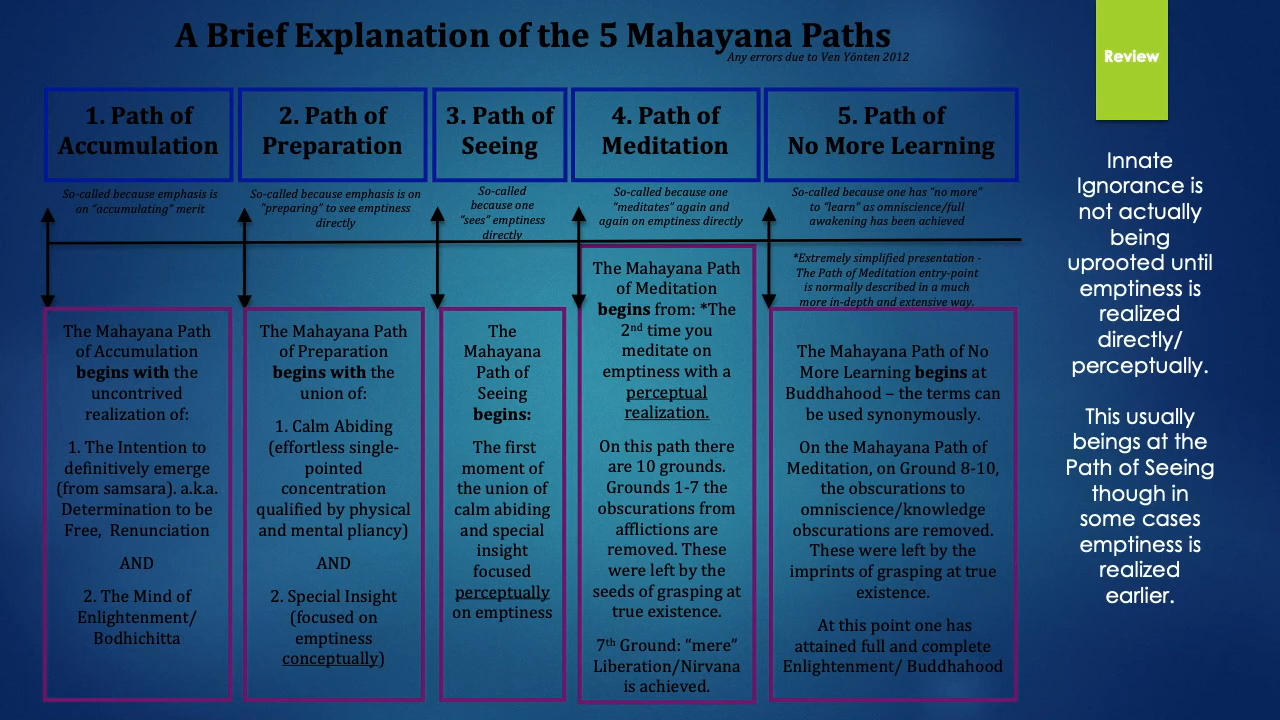 A Brief Explanation of the 5 Mahayana Paths
Any errors due to Ven Yönten 2012
Review
1. Path of
Accumulation
2. Path of
Preparation
3. Path of
Seeing
4. Path of
Meditation
5. Path of
No More Learning
So-called because emphasis is
on "accumulating" merit
So-called because emphasis is on
"preparing" to see emptiness
directly
So-called
because one
"sees" emptiness
directly
So-called because one
"meditates" again and
again on emptiness directly
So-called because one has "no more"
to "learn" as omniscience/full
awakening has been achieved
*Extremely simplified presentation -
The Path of Meditation entry-point
is normally described in a much
more in-depth and extensive way.
The Mahayana Path
of Accumulation
begins with the
uncontrived
realization of:
1. The Intention to
definitively emerge
(from samsara). a.k.a.
Determination to be
Free, Renunciation
AND
2. The Mind of
Enlightenment/
Bodhichitta
The Mahayana Path
of Preparation
begins with the
union of:
1. Calm Abiding
(effortless single-
pointed
concentration
qualified by physical
and mental pliancy)
AND
2. Special Insight
(focused on
emptiness
conceptually)
The
Mahayana
Path of
Seeing
begins:
The first
moment of
the union of
calm abiding
and special
insight
focused
perceptually
on emptiness
The Mahayana Path
of Meditation
begins from: *The
2nd time you
meditate on
emptiness with a
perceptual
realization.
On this path there
are 10 grounds.
Grounds 1-7 the
obscurations from
afflictions are
removed. These
were left by the
seeds of grasping at
true existence.
7th Ground: "mere"
Liberation/Nirvana
is achieved.
The Mahayana Path of No
More Learning begins at
Buddhahood – the terms can
be used synonymously.
On the Mahayana Path of
Meditation, on Ground 8-10,
the obscurations to
omniscience/knowledge
obscurations are removed.
These were left by the
imprints of grasping at true
existence.
At this point one has
attained full and complete
Enlightenment/ Buddhahood
Innate
Ignorance is
not actually
being
uprooted until
emptiness is
realized
directly/
perceptually.
This usually
beings at the
Path of Seeing
though in
some cases
emptiness is
realized
earlier.